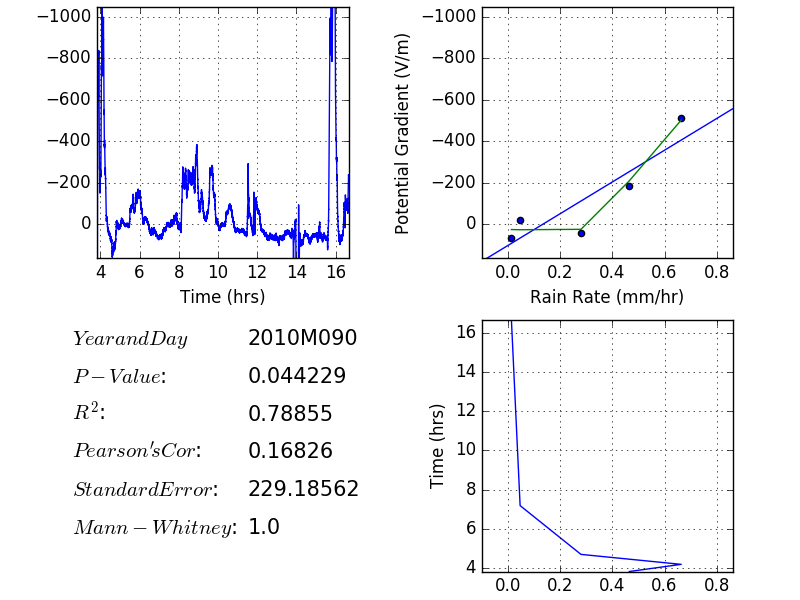 −1000
−800
−600
−400
−200
0
4 6 8 10 12 14 16
Time (hrs)
Potential Gradient (V/m)
−1000
−800
−600
−400
−200
0
0.0 0.2 0.4 0.6 0.8
Rain Rate (mm/hr)
YearandDay 2010M090
P−Value: 0.044229
R²: 0.78855
Pearson'sCor: 0.16826
StandardError: 229.18562
Mann−Whitney: 1.0
Time (hrs)
16
14
12
10
8
6
4
0.0 0.2 0.4 0.6 0.8